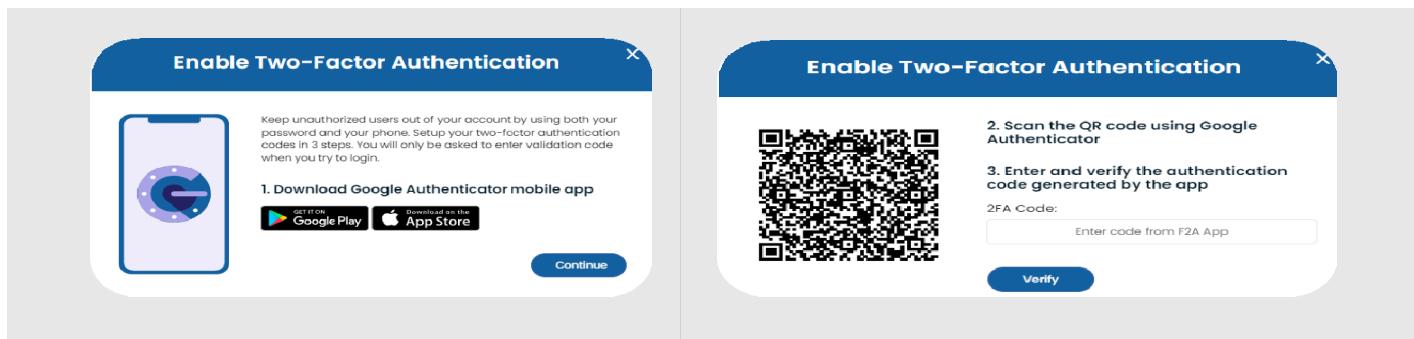 Enable Two-Factor Authentication
×
Keep unauthorized users out of your account by using both your
password and your phone. Setup your two-factor authentication
codes in 3 steps. You will only be asked to enter validation code
when you try to login.
1. Download Google Authenticator mobile app
GET IT ON
Google Play
Download on the
App Store
Continue
Enable Two-Factor Authentication
×
2. Scan the QR code using Google
Authenticator
3. Enter and verify the authentication
code generated by the app
2FA Code:
Enter code from F2A App
Verify